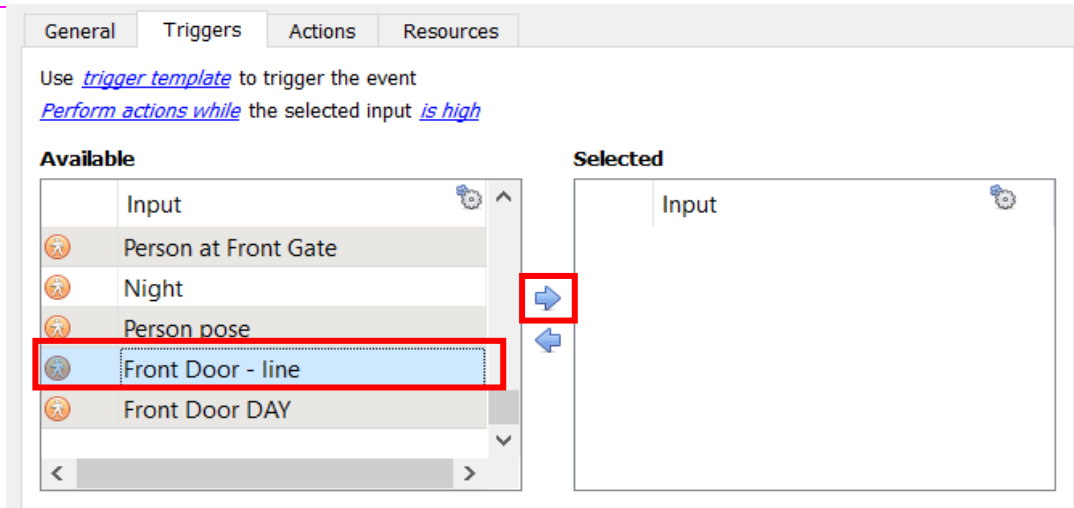 General Triggers Actions Resources
Use trigger template to trigger the event
Perform actions while the selected input is high
Available Selected
Input Input
Person at Front Gate
Night
Person pose
Front Door - line
Front Door DAY